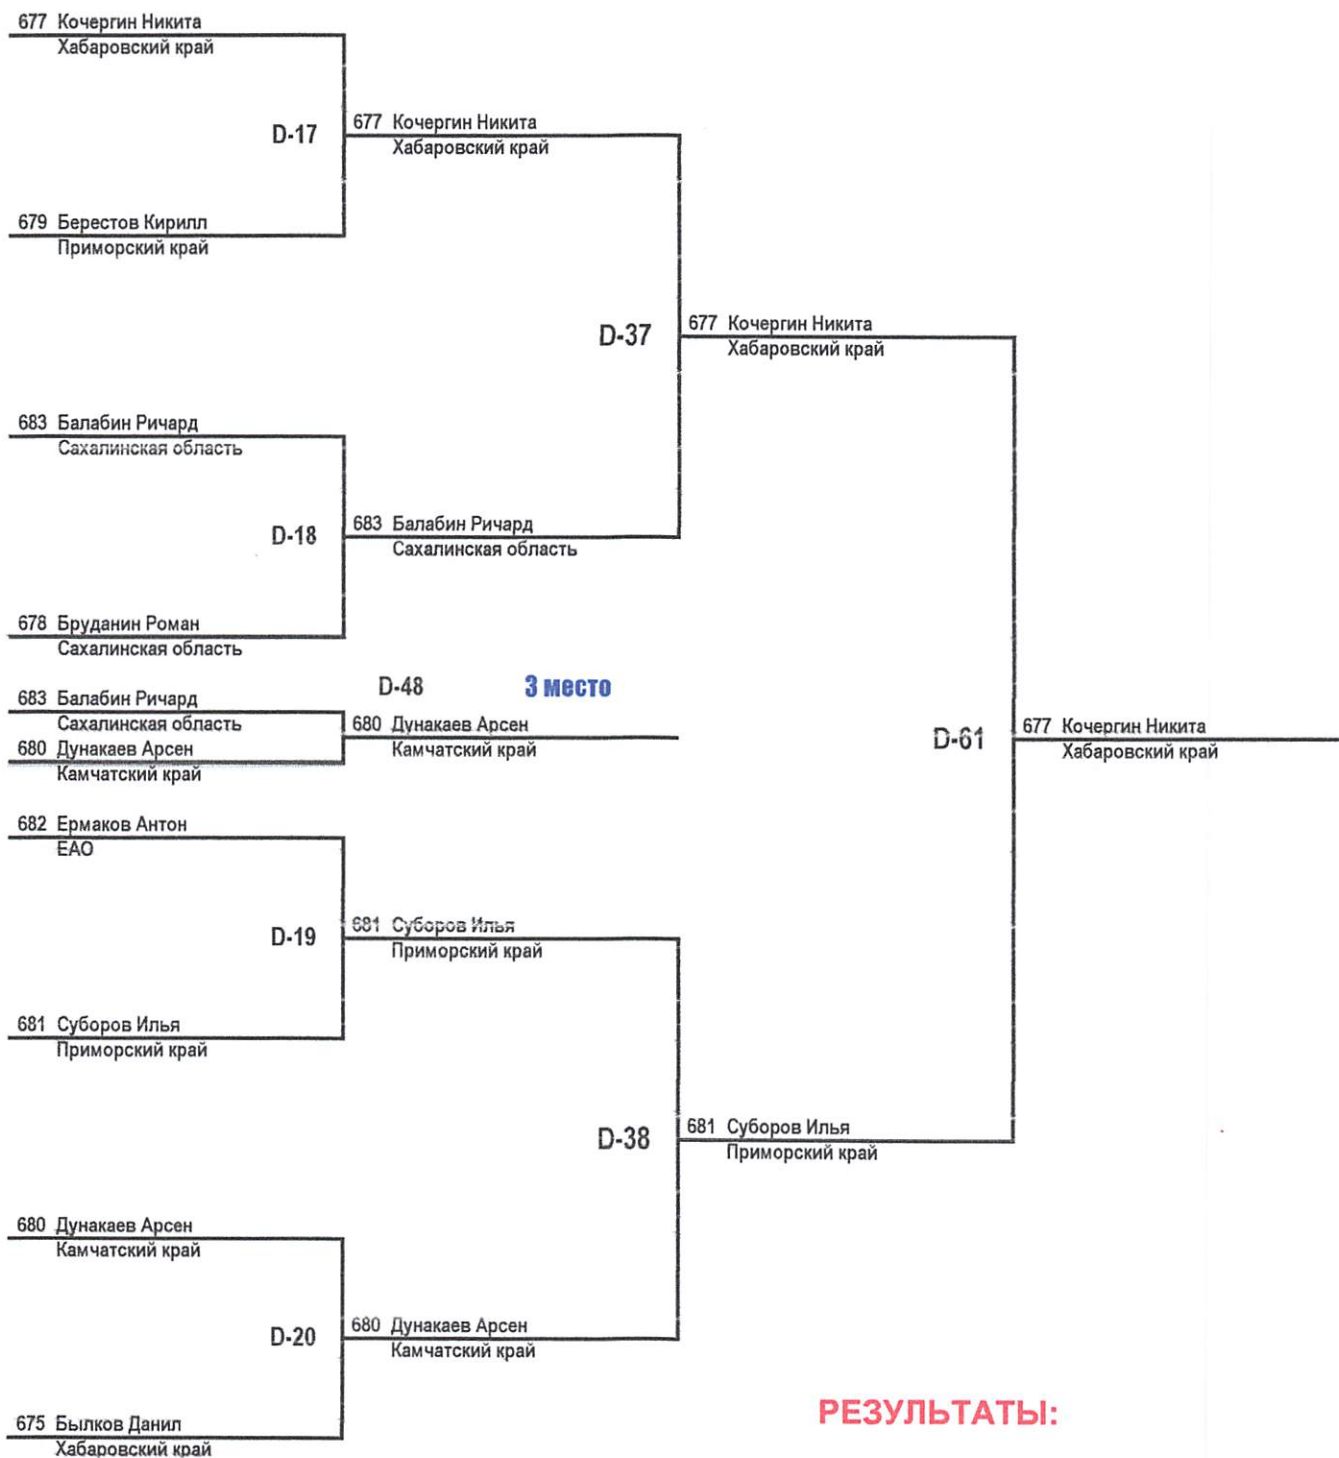 677 Кочергин Никита
Хабаровский край
D-17
677 Кочергин Никита
Хабаровский край
679 Берестов Кирилл
Приморский край
D-37
677 Кочергин Никита
Хабаровский край
683 Балабин Ричард
Сахалинская область
D-18
683 Балабин Ричард
Сахалинская область
678 Бруданин Роман
Сахалинская область
D-48 3 место
683 Балабин Ричард
Сахалинская область
680 Дунакаев Арсен
Камчатский край
680 Дунакаев Арсен
Камчатский край
D-61
677 Кочергин Никита
Хабаровский край
682 Ермаков Антон
ЕАО
D-19
681 Суборов Илья
Приморский край
681 Суборов Илья
Приморский край
D-38
681 Суборов Илья
Приморский край
680 Дунакаев Арсен
Камчатский край
D-20
680 Дунакаев Арсен
Камчатский край
675 Былков Данил
Хабаровский край
РЕЗУЛЬТАТЫ: